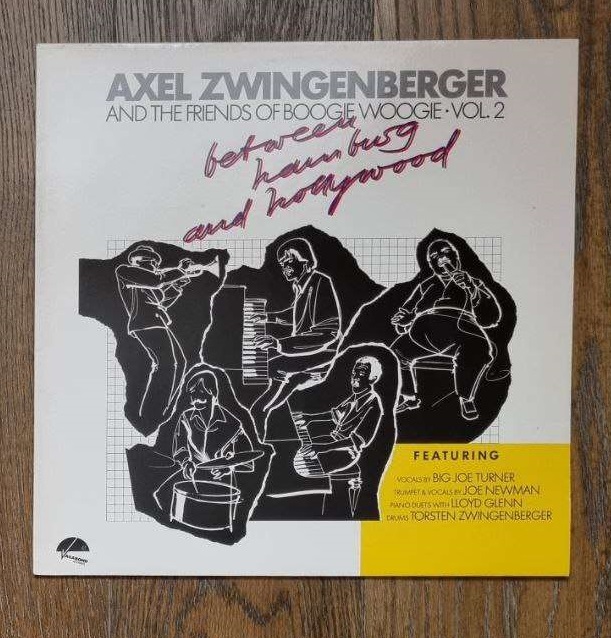 AXEL ZWINGENBERGER
AND THE FRIENDS OF BOOGIE WOOGIE · VOL. 2
between
hamburg
and hollywood
FEATURING
VOCALS BY BIG JOE TURNER
TRUMPET & VOCALS BY JOE NEWMAN
PIANO DUETS WITH LLOYD GLENN
DRUMS TORSTEN ZWINGENBERGER
VAGABOND